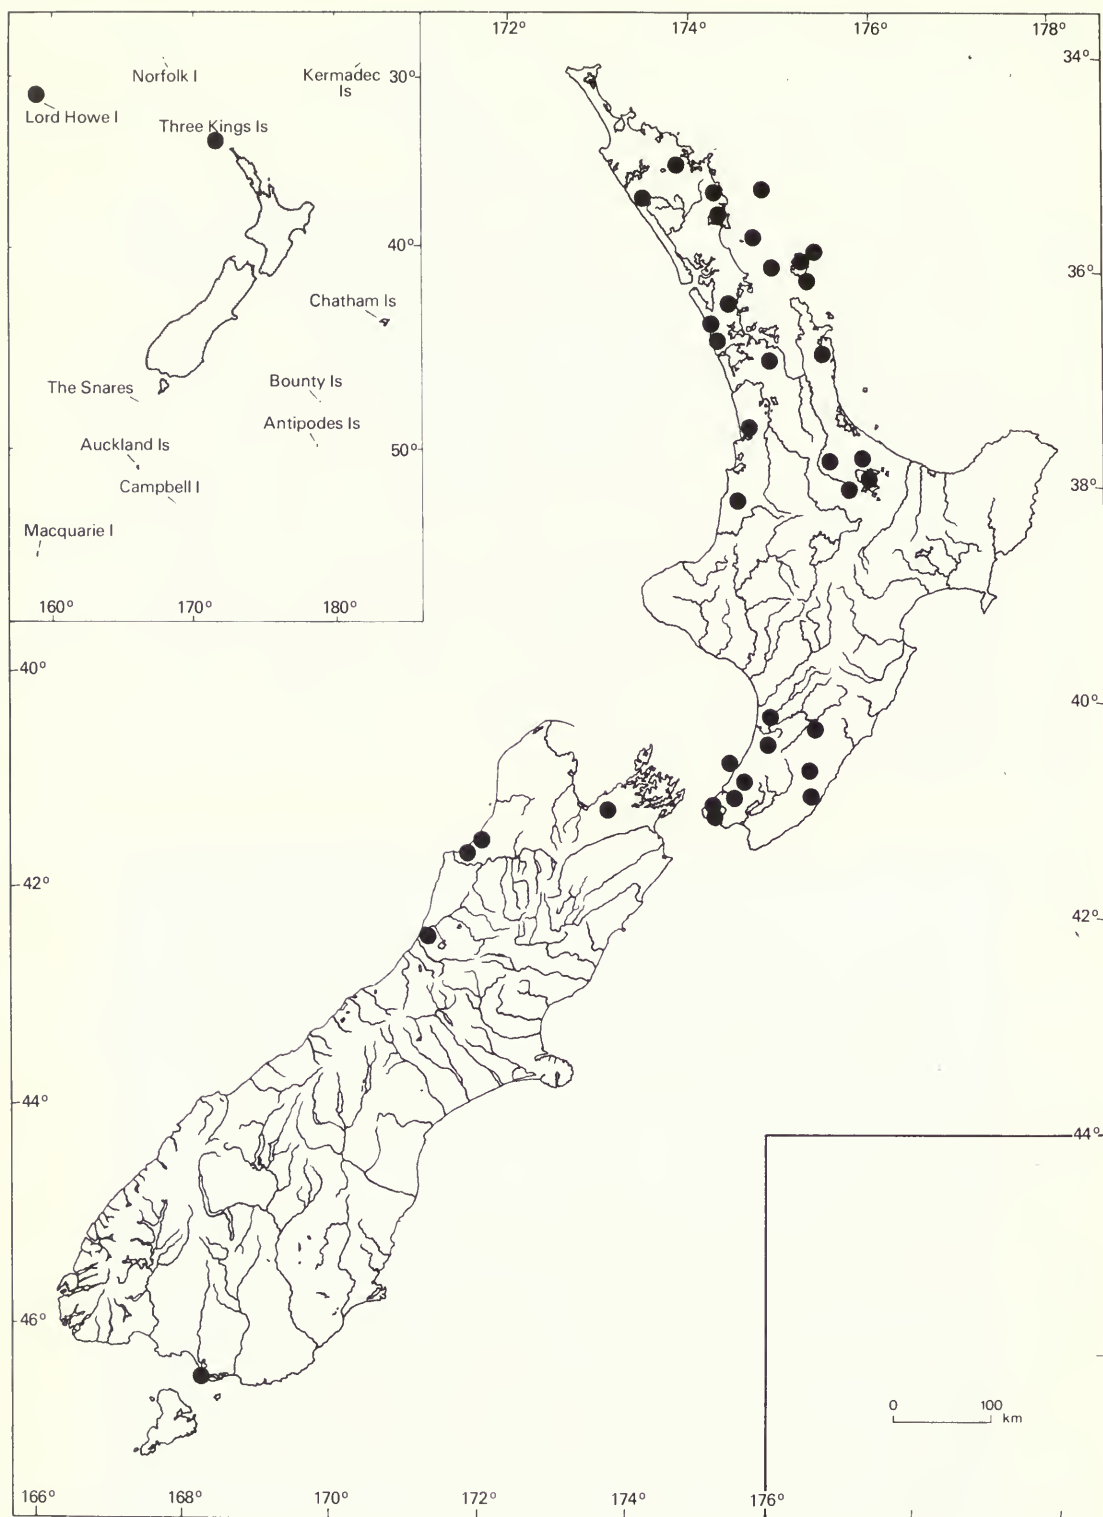 172° 174° 176° 178°
34°
Norfolk I
Kermadec
Is
30°
Lord Howe I
Three Kings Is
40°
36°
Chatham Is
The Snares
Bounty Is
Antipodes Is
Auckland Is
50°
Campbell I
38°
Macquarie I
160° 170° 180°
40°
40°
42°
42°
44°
44°
46°
0 100
km
166° 168° 170° 172° 174° 176°